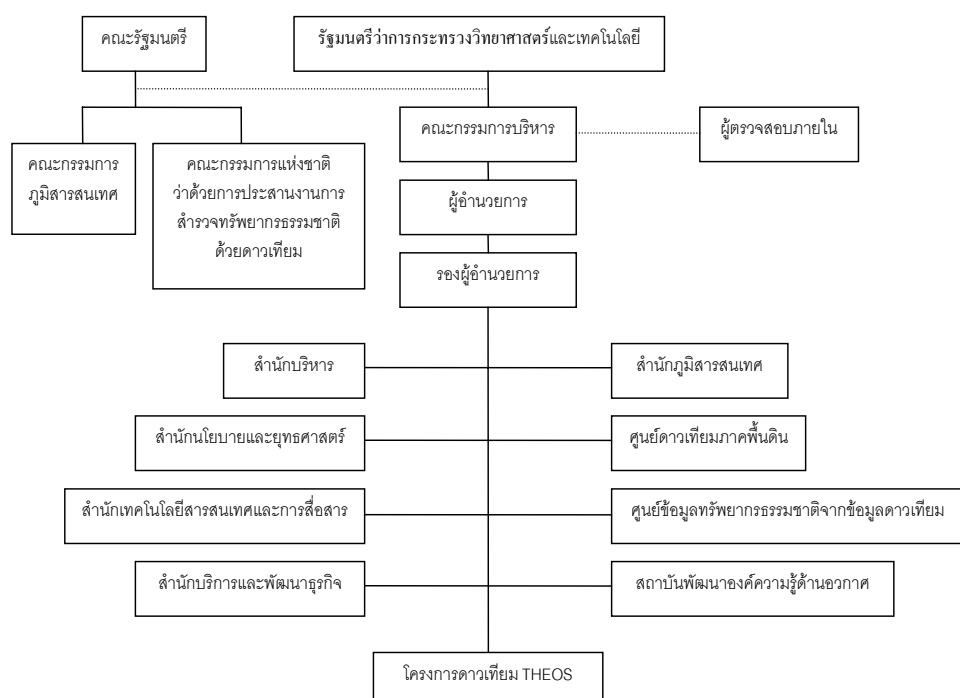 คณะรัฐมนตรี
รัฐมนตรีว่าการกระทรวงวิทยาศาสตร์และเทคโนโลยี
คณะกรรมการบริหาร
ผู้ตรวจสอบภายใน
คณะกรรมการ
ภูมิสารสนเทศ
คณะกรรมการแห่งชาติ
ว่าด้วยการประสานงานการ
สำรวจทรัพยากรธรรมชาติ
ด้วยดาวเทียม
ผู้อำนวยการ
รองผู้อำนวยการ
สำนักบริหาร
สำนักภูมิสารสนเทศ
สำนักนโยบายและยุทธศาสตร์
ศูนย์ดาวเทียมภาคพื้นดิน
สำนักเทคโนโลยีสารสนเทศและการสื่อสาร
ศูนย์ข้อมูลทรัพยากรธรรมชาติจากข้อมูลดาวเทียม
สำนักบริการและพัฒนาธุรกิจ
สถาบันพัฒนาองค์ความรู้ด้านอวกาศ
โครงการดาวเทียม THEOS